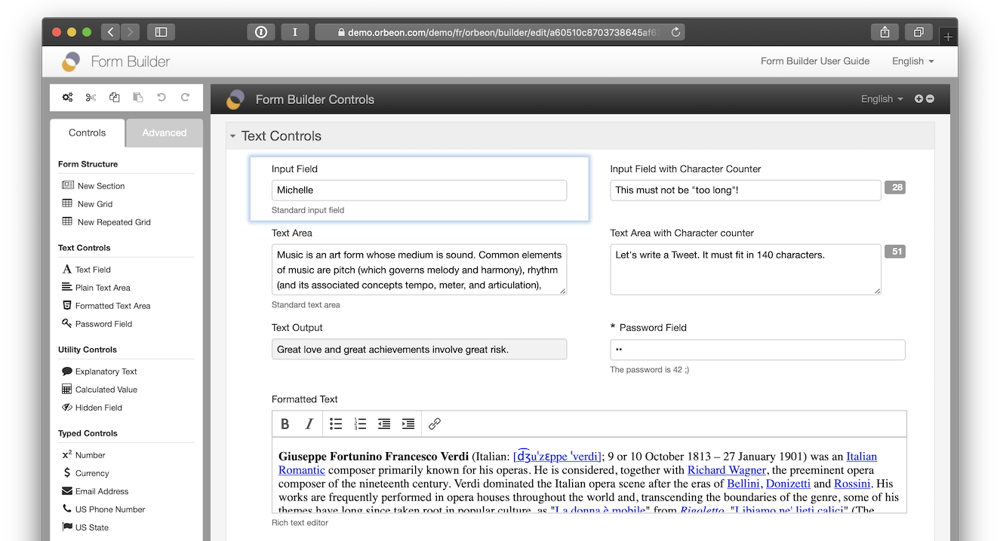 demo.orbeon.com/demo/fr/orbeon/builder/edit/a60510c8703738645af63
Form Builder
Form Builder User Guide
English
Form Builder Controls
English
Controls
Advanced
Form Structure
New Section
New Grid
New Repeated Grid
Text Controls
Text Field
Plain Text Area
Formatted Text Area
Password Field
Utility Controls
Explanatory Text
Calculated Value
Hidden Field
Typed Controls
x² Number
$ Currency
Email Address
US Phone Number
US State
Text Controls
Input Field
Michelle
Standard input field
Input Field with Character Counter
This must not be "too long"!
28
Text Area
Music is an art form whose medium is sound. Common elements
of music are pitch (which governs melody and harmony), rhythm
(and its associated concepts tempo, meter, and articulation),
Standard text area
Text Area with Character counter
Let's write a Tweet. It must fit in 140 characters.
51
Text Output
Great love and great achievements involve great risk.
* Password Field
••
The password is 42 ;)
Formatted Text
B I
Giuseppe Fortunino Francesco Verdi (Italian: [d͡ʒuˈzɛppe ˈverdi]; 9 or 10 October 1813 – 27 January 1901) was an Italian
Romantic composer primarily known for his operas. He is considered, together with Richard Wagner, the preeminent opera
composer of the nineteenth century. Verdi dominated the Italian opera scene after the eras of Bellini, Donizetti and Rossini. His
works are frequently performed in opera houses throughout the world and, transcending the boundaries of the genre, some of his
themes have long since taken root in popular culture, as "La donna è mobile" from Rigoletto, "Libiamo ne' lieti calici" (The
Rich text editor